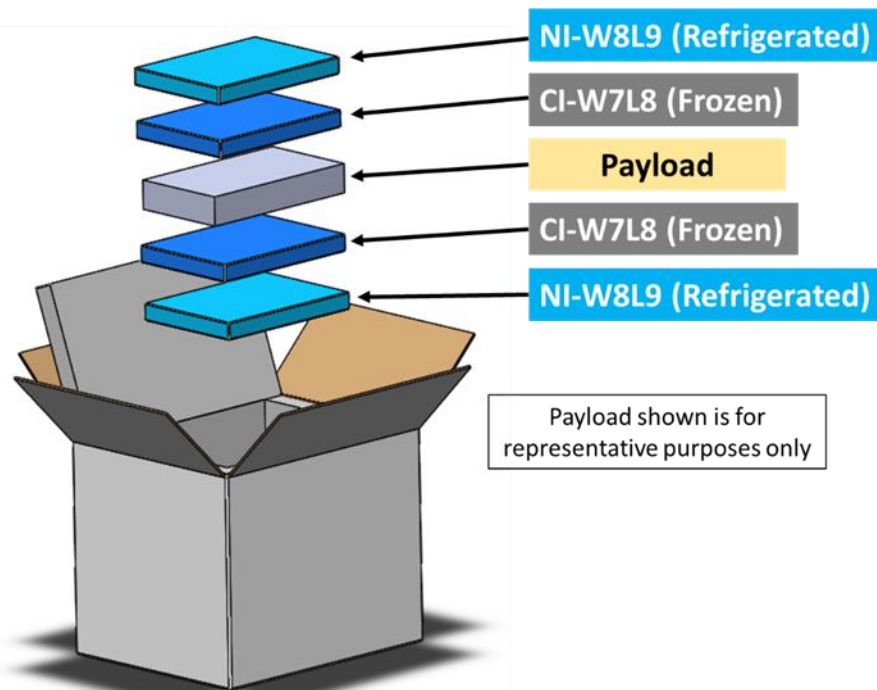 NI-W8L9 (Refrigerated)
CI-W7L8 (Frozen)
Payload
CI-W7L8 (Frozen)
NI-W8L9 (Refrigerated)
Payload shown is for
representative purposes only